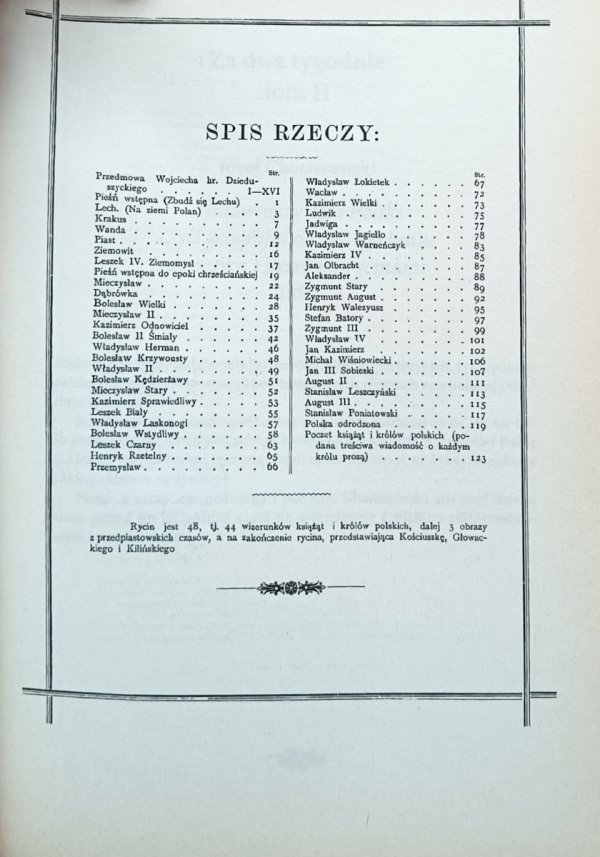 SPIS RZECZY:
Str.
Przedmowa Wojciecha hr. Dziedu-
szyckiego . . . . . . . I—XVI
Pieśń wstępna (Zbudź się Lechu) . 1
Lech. (Na ziemi Polan) . . . . 3
Krakus . . . . . . . . . 7
Wanda . . . . . . . . . 9
Piast . . . . . . . . . 12
Ziemowit . . . . . . . . 16
Leszek IV. Ziemomysł . . . . . 17
Pieśń wstępna do epoki chrześciańskiej 19
Mieczysław . . . . . . . . 22
Dąbrówka . . . . . . . . 24
Bolesław Wielki . . . . . . 28
Mieczysław II . . . . . . . 35
Kazimierz Odnowiciel . . . . . 37
Bolesław II Śmiały . . . . . 42
Władysław Herman . . . . . 46
Bolesław Krzywousty . . . . . 48
Władysław II . . . . . . . 49
Bolesław Kędzierżawy . . . . . 51
Mieczysław Stary . . . . . . 52
Kazimierz Sprawiedliwy . . . . 53
Leszek Biały . . . . . . . 55
Władysław Laskonogi . . . . . 57
Bolesław Wstydliwy . . . . . 58
Leszek Czarny . . . . . . 63
Henryk Rzetelny . . . . . . 65
Przemysław . . . . . . . . 66
Str.
Władysław Łokietek . . . . . . 67
Wacław . . . . . . . . 72
Kazimierz Wielki . . . . . . 73
Ludwik . . . . . . . . 75
Jadwiga . . . . . . . . 77
Władysław Jagiełło . . . . . 78
Władysław Warneńczyk . . . . 83
Kazimierz IV . . . . . . . 85
Jan Olbracht . . . . . . . 87
Aleksander . . . . . . . . 88
Zygmunt Stary . . . . . . 89
Zygmunt August . . . . . . 92
Henryk Walezyusz . . . . . . 95
Stefan Batory . . . . . . . 97
Zygmunt III . . . . . . . 99
Władysław IV . . . . . . . 101
Jan Kazimierz . . . . . . . 102
Michał Wiśniowiecki . . . . . 106
Jan III Sobieski . . . . . . 107
August II . . . . . . . . 111
Stanisław Leszczyński . . . . . 113
August III . . . . . . . . 115
Stanisław Poniatowski . . . . . 117
Polska odrodzona . . . . . . 119
Poczet książąt i królów polskich (po-
dana treściwa wiadomość o każdym
królu prozą) . . . . . . 123
Rycin jest 48, tj. 44 wizerunków książąt i królów polskich, dalej 3 obrazy
z przedpiastowskich czasów, a na zakończenie rycina, przedstawiająca Kościuszkę, Głowac-
kiego i Kilińskiego